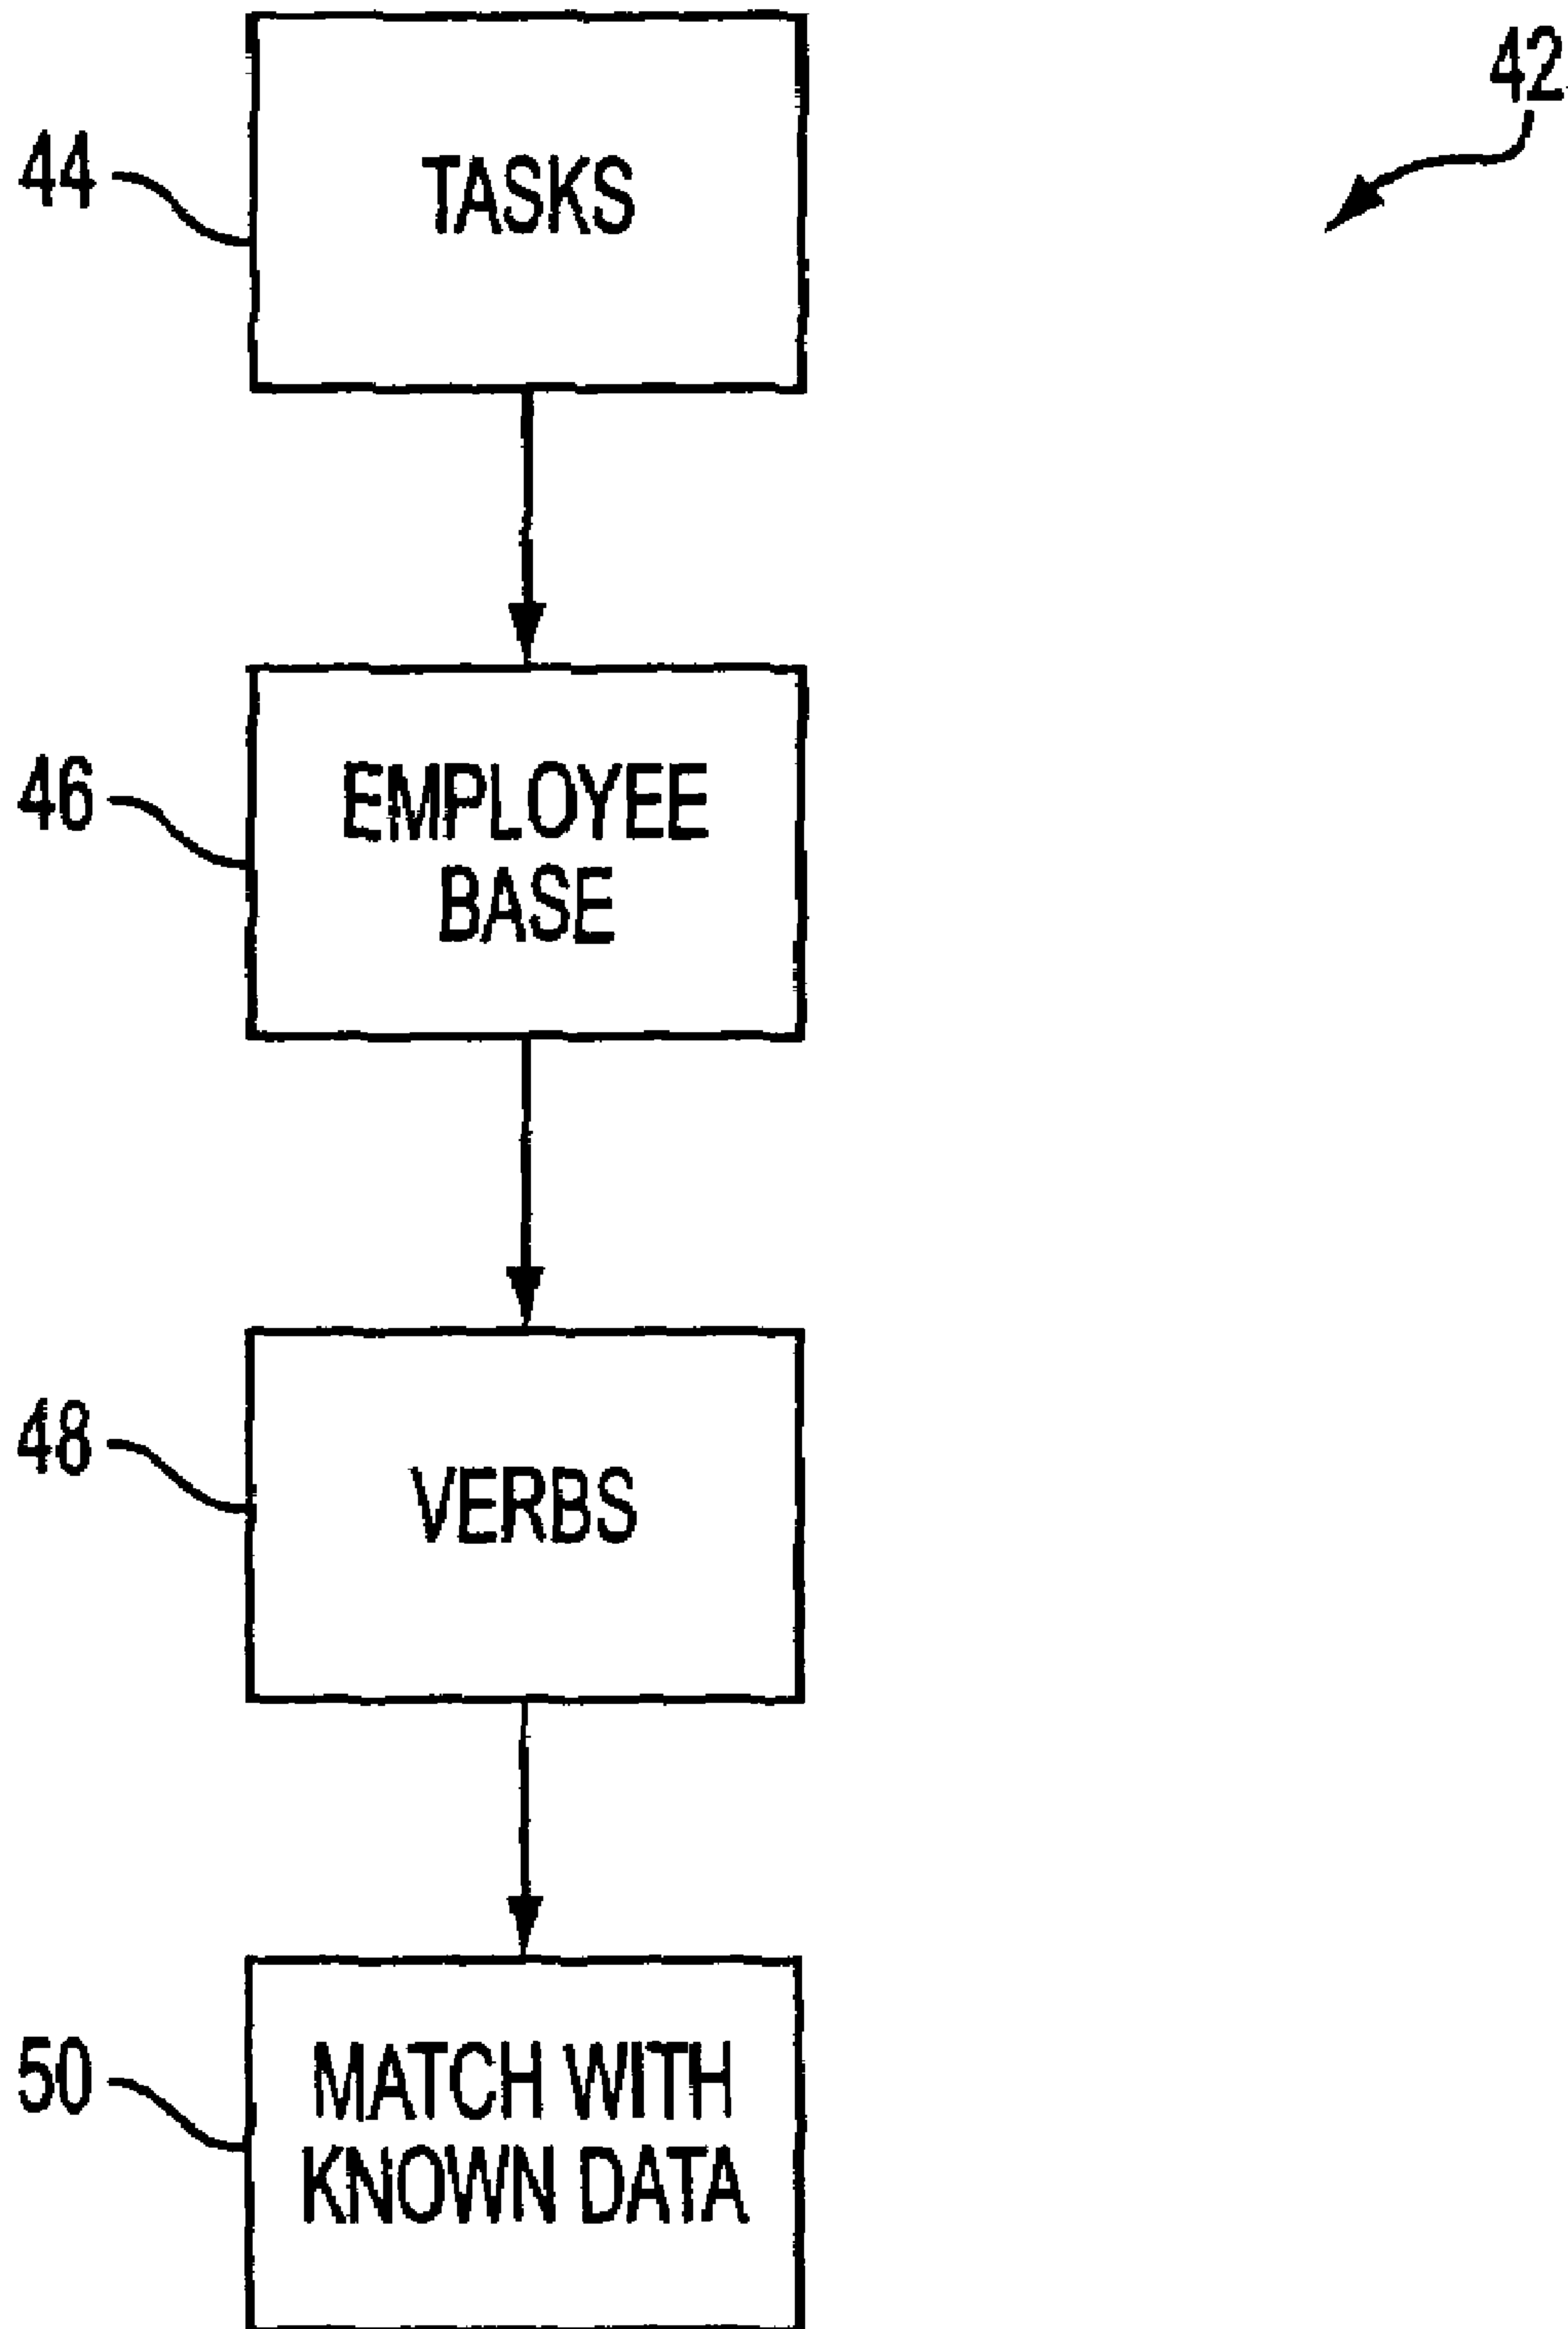 42
44
TASKS
46
EMPLOYEE
BASE
48
VERBS
50
MATCH WITH
KNOWN DATA